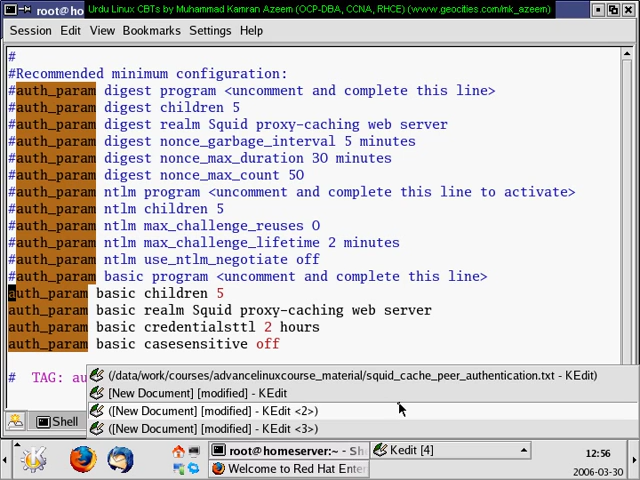 root@ho
Urdu Linux CBTs by Muhammad Kamran Azeem (OCP-DBA, CCNA, RHCE) (www.geocities.com/mk_azeem)
Session Edit View Bookmarks Settings Help
#
#Recommended minimum configuration:
#auth_param digest program <uncomment and complete this line>
#auth_param digest children 5
#auth_param digest realm Squid proxy-caching web server
#auth_param digest nonce_garbage_interval 5 minutes
#auth_param digest nonce_max_duration 30 minutes
#auth_param digest nonce_max_count 50
#auth_param ntlm program <uncomment and complete this line to activate>
#auth_param ntlm children 5
#auth_param ntlm max_challenge_reuses 0
#auth_param ntlm max_challenge_lifetime 2 minutes
#auth_param ntlm use_ntlm_negotiate off
#auth_param basic program <uncomment and complete this line>
auth_param basic children 5
auth_param basic realm Squid proxy-caching web server
auth_param basic credentialsttl 2 hours
auth_param basic casesensitive off
# TAG: au
(/data/work/courses/advancelinuxcourse_material/squid_cache_peer_authentication.txt - KEdit)
[New Document] [modified] - KEdit
([New Document] [modified] - KEdit <2>)
([New Document] [modified] - KEdit <3>)
Shell
root@homeserver:~ - Sh
Kedit [4]
Welcome to Red Hat Enter
12:56
2006-03-30